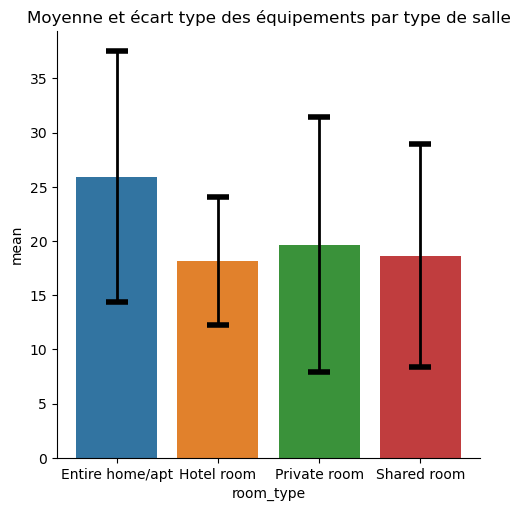 Moyenne et écart type des équipements par type de salle
35
30
25
20
15
10
5
0
mean
Entire home/apt Hotel room Private room Shared room
room_type